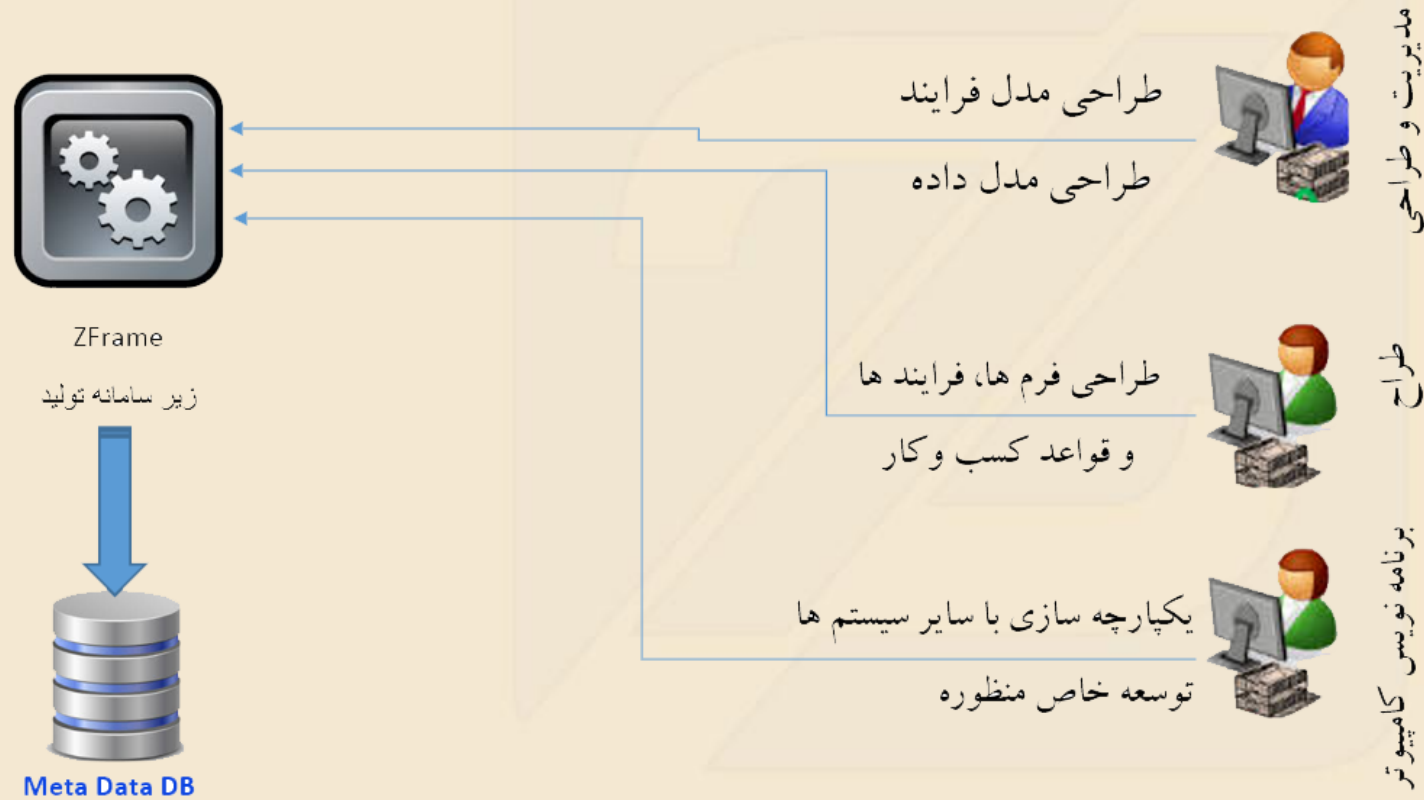 مدیریت و طراحی
طراحی مدل فرایند
طراحی مدل داده
طراح
طراحی فرم ها، فرایند ها
و قواعد کسب وکار
برنامه نویس کامپیوتر
یکپارچه سازی با سایر سیستم ها
توسعه خاص منظوره
ZFrame
زیر سامانه تولید
Meta Data DB